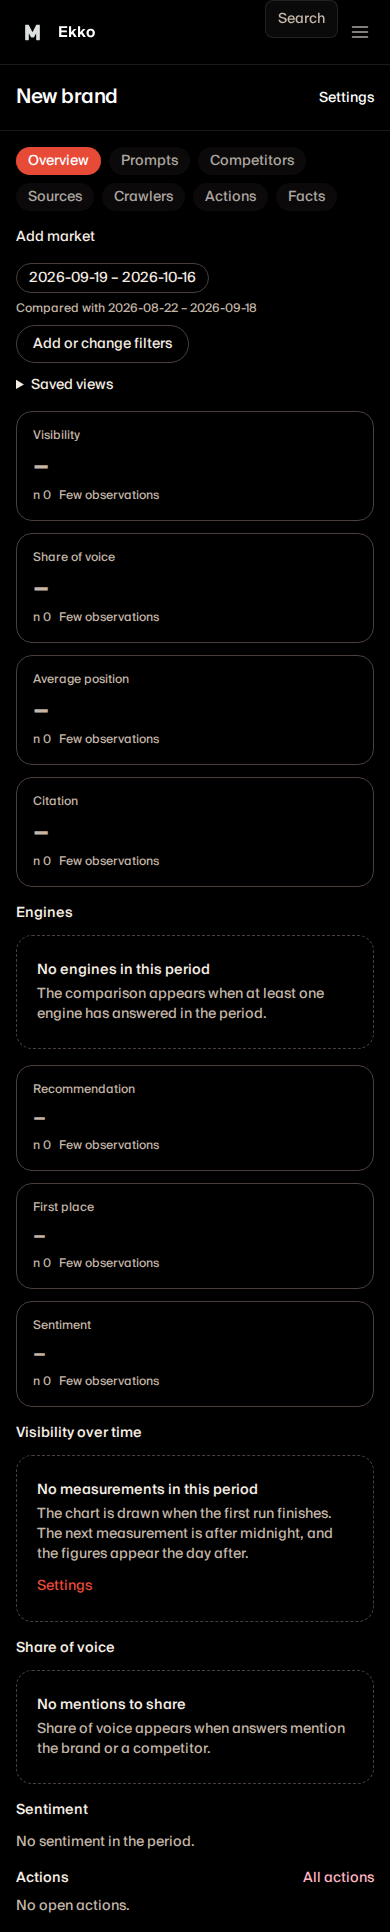 Search
Ekko
New brand
Settings
Overview Prompts Competitors
Sources Crawlers Actions Facts
Add market
2026-09-19 – 2026-10-16
Compared with 2026-08-22 – 2026-09-18
Add or change filters
▶ Saved views
Visibility
–
n 0 Few observations
Share of voice
–
n 0 Few observations
Average position
–
n 0 Few observations
Citation
–
n 0 Few observations
Engines
No engines in this period
The comparison appears when at least one
engine has answered in the period.
Recommendation
–
n 0 Few observations
First place
–
n 0 Few observations
Sentiment
–
n 0 Few observations
Visibility over time
No measurements in this period
The chart is drawn when the first run finishes.
The next measurement is after midnight, and
the figures appear the day after.
Settings
Share of voice
No mentions to share
Share of voice appears when answers mention
the brand or a competitor.
Sentiment
No sentiment in the period.
Actions All actions
No open actions.